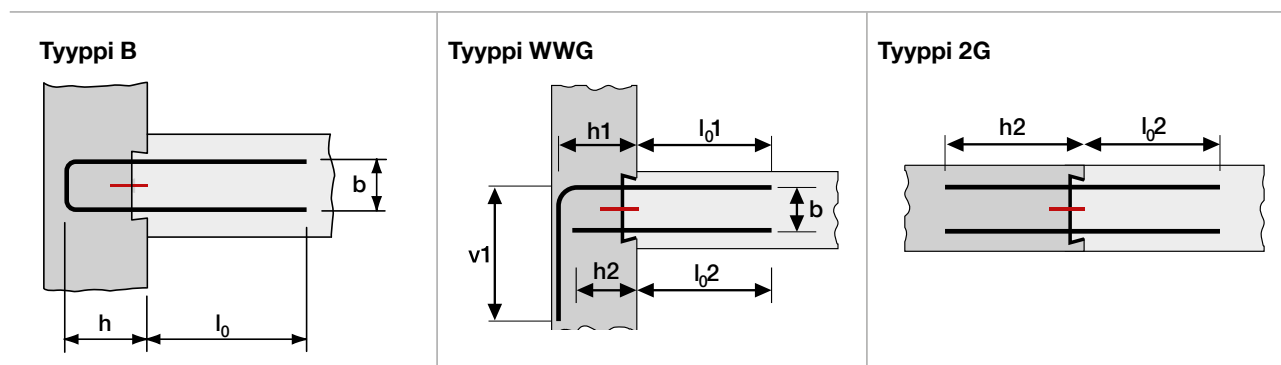 Tyyppi B
b
h
l₀
Tyyppi WWG
h1
l₀1
b
v1
h2
l₀2
Tyyppi 2G
h2
l₀2